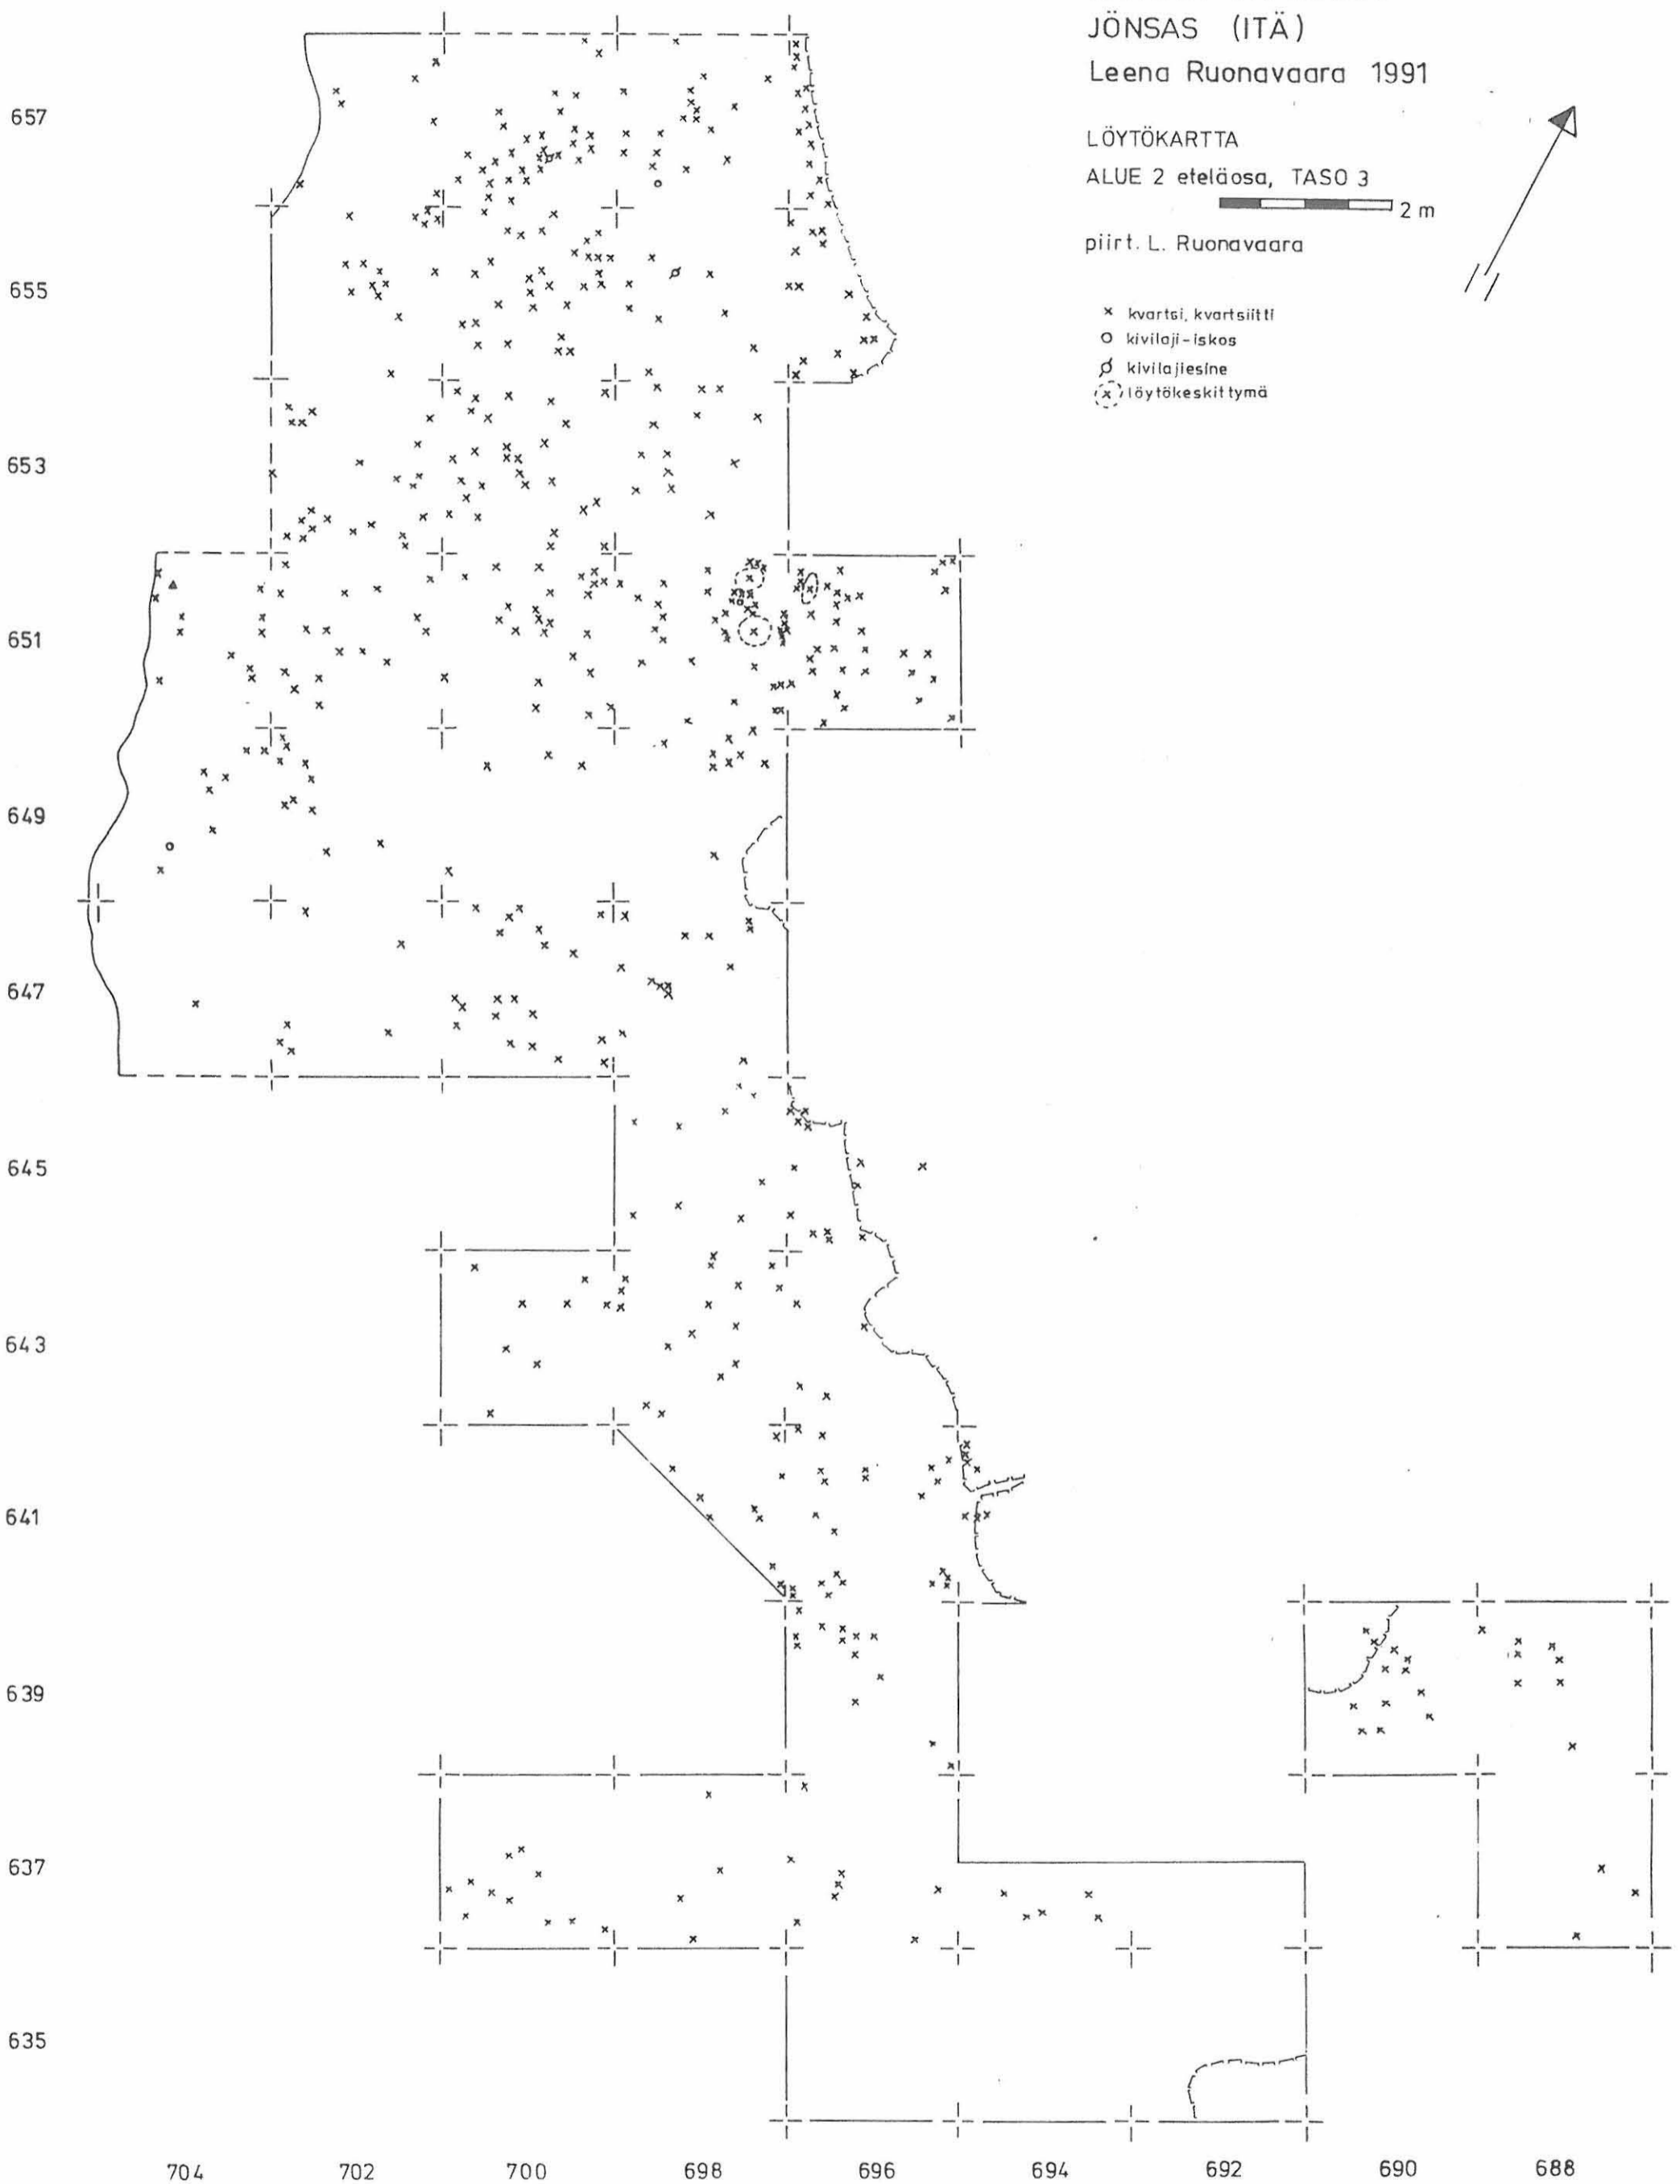 JÖNSAS (ITÄ)
Leena Ruonavaara 1991
LÖYTÖKARTTA
ALUE 2 eteläosa, TASO 3
2 m
piirt. L. Ruonavaara
kvartsi, kvartsiitti
kivilaji-iskos
kivilajiesine
löytökeskittymä
657
655
653
651
649
647
645
643
641
639
637
635
704 702 700 698 696 694 692 690 688